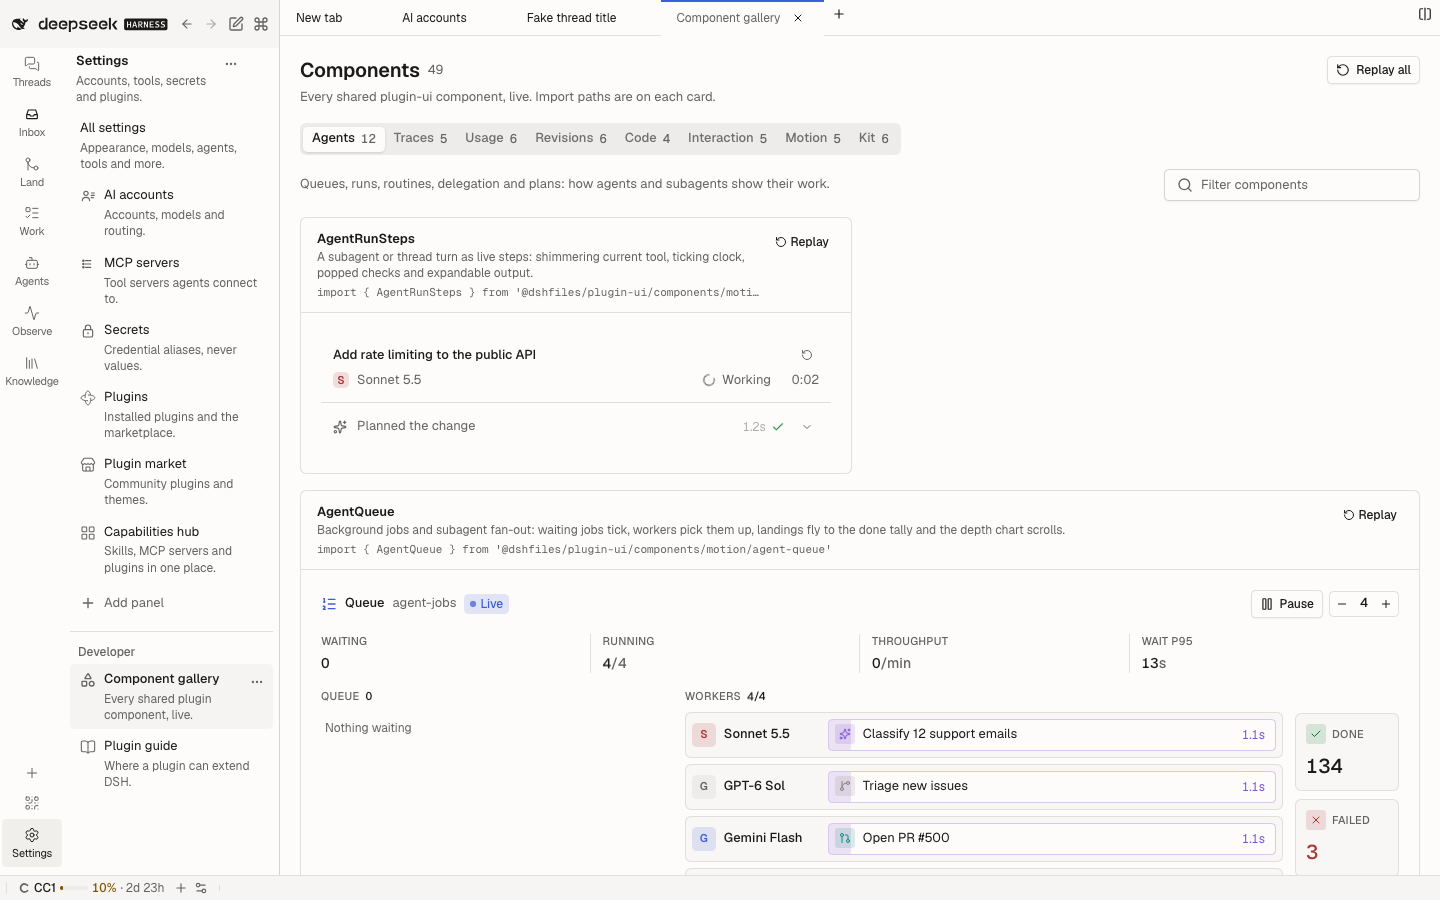 deepseek HARNESS
New tab
AI accounts
Fake thread title
Component gallery
Threads
Inbox
Land
Work
Agents
Observe
Knowledge
Settings
Settings
Accounts, tools, secrets
and plugins.
All settings
Appearance, models, agents,
tools and more.
AI accounts
Accounts, models and
routing.
MCP servers
Tool servers agents connect
to.
Secrets
Credential aliases, never
values.
Plugins
Installed plugins and the
marketplace.
Plugin market
Community plugins and
themes.
Capabilities hub
Skills, MCP servers and
plugins in one place.
Add panel
Developer
Component gallery
Every shared plugin
component, live.
Plugin guide
Where a plugin can extend
DSH.
Components 49
Replay all
Every shared plugin-ui component, live. Import paths are on each card.
Agents 12 Traces 5 Usage 6 Revisions 6 Code 4 Interaction 5 Motion 5 Kit 6
Queues, runs, routines, delegation and plans: how agents and subagents show their work.
Filter components
AgentRunSteps
Replay
A subagent or thread turn as live steps: shimmering current tool, ticking clock,
popped checks and expandable output.
import { AgentRunSteps } from '@dshfiles/plugin-ui/components/moti…
Add rate limiting to the public API
S Sonnet 5.5 Working 0:02
Planned the change 1.2s
AgentQueue
Replay
Background jobs and subagent fan-out: waiting jobs tick, workers pick them up, landings fly to the done tally and the depth chart scrolls.
import { AgentQueue } from '@dshfiles/plugin-ui/components/motion/agent-queue'
Queue agent-jobs Live
Pause 4
WAITING
0
RUNNING
4/4
THROUGHPUT
0/min
WAIT P95
13s
QUEUE 0
Nothing waiting
WORKERS 4/4
S Sonnet 5.5 Classify 12 support emails 1.1s
G GPT-6 Sol Triage new issues 1.1s
G Gemini Flash Open PR #500 1.1s
DONE
134
FAILED
3
C CC1 10% · 2d 23h